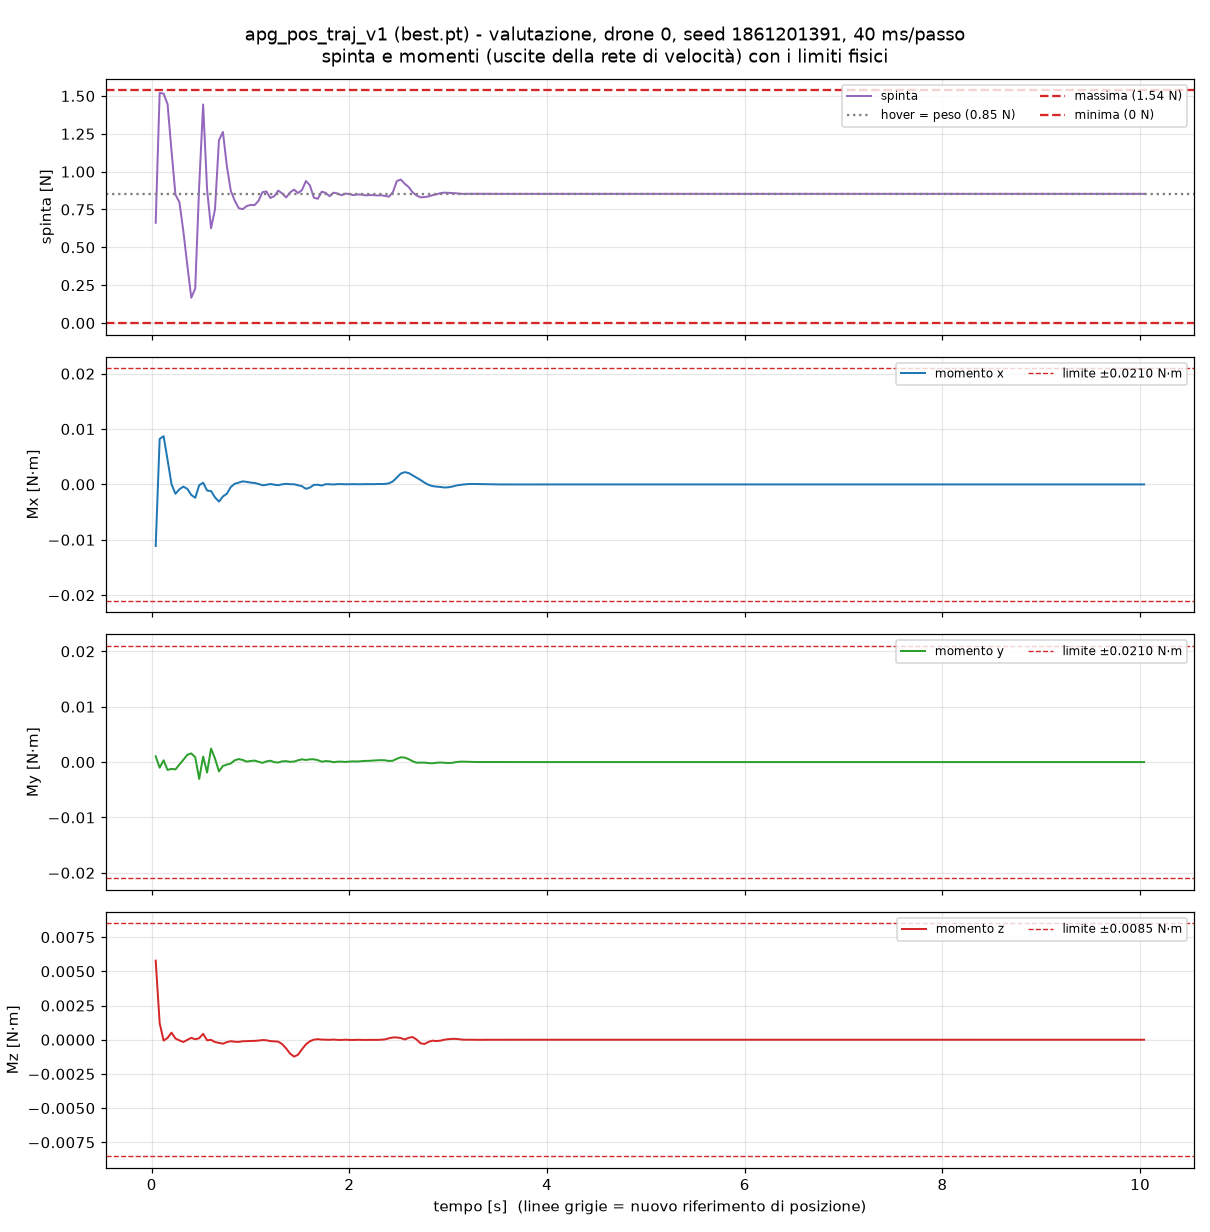 apg_pos_traj_v1 (best.pt) - valutazione, drone 0, seed 1861201391, 40 ms/passo
spinta e momenti (uscite della rete di velocità) con i limiti fisici
spinta [N]
1.50
1.25
1.00
0.75
0.50
0.25
0.00
spinta
hover = peso (0.85 N)
massima (1.54 N)
minima (0 N)
Mx [N·m]
0.02
0.01
0.00
−0.01
−0.02
momento x
limite ±0.0210 N·m
My [N·m]
0.02
0.01
0.00
−0.01
−0.02
momento y
limite ±0.0210 N·m
Mz [N·m]
0.0075
0.0050
0.0025
0.0000
−0.0025
−0.0050
−0.0075
momento z
limite ±0.0085 N·m
0 2 4 6 8 10
tempo [s]  (linee grigie = nuovo riferimento di posizione)